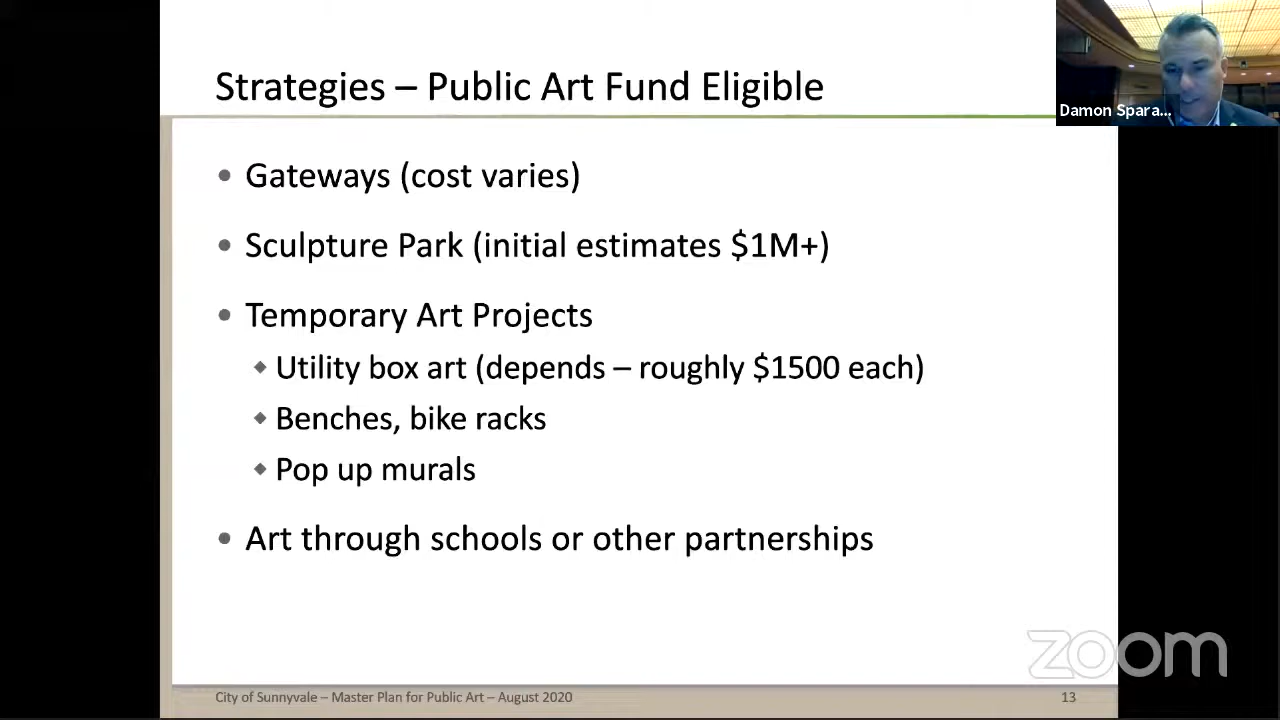 Strategies – Public Art Fund Eligible
Damon Spara...
Gateways (cost varies)
Sculpture Park (initial estimates $1M+)
Temporary Art Projects
Utility box art (depends – roughly $1500 each)
Benches, bike racks
Pop up murals
Art through schools or other partnerships
zoom
City of Sunnyvale – Master Plan for Public Art – August 2020
13